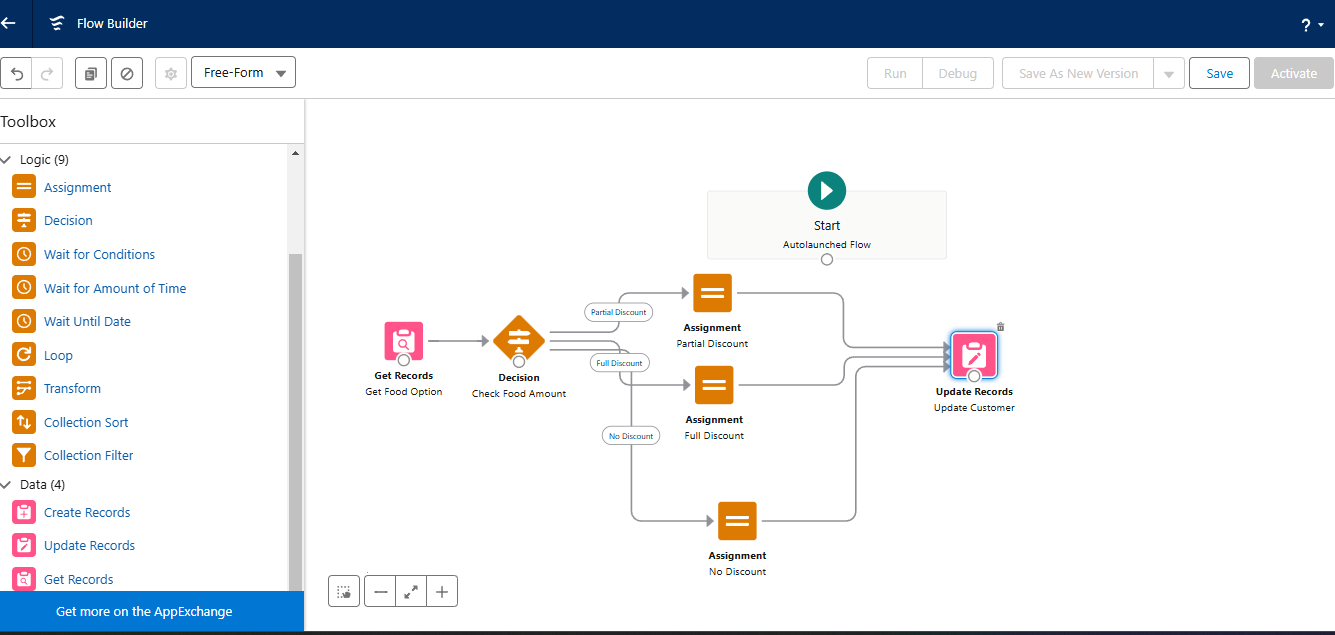 Flow Builder
?
Free-Form
Run
Debug
Save As New Version
Save
Activate
Toolbox
Logic (9)
Assignment
Decision
Wait for Conditions
Wait for Amount of Time
Wait Until Date
Loop
Transform
Collection Sort
Collection Filter
Data (4)
Create Records
Update Records
Get Records
Get more on the AppExchange
Start
Autolaunched Flow
Get Records
Get Food Option
Decision
Check Food Amount
Partial Discount
Full Discount
No Discount
Assignment
Partial Discount
Assignment
Full Discount
Assignment
No Discount
Update Records
Update Customer